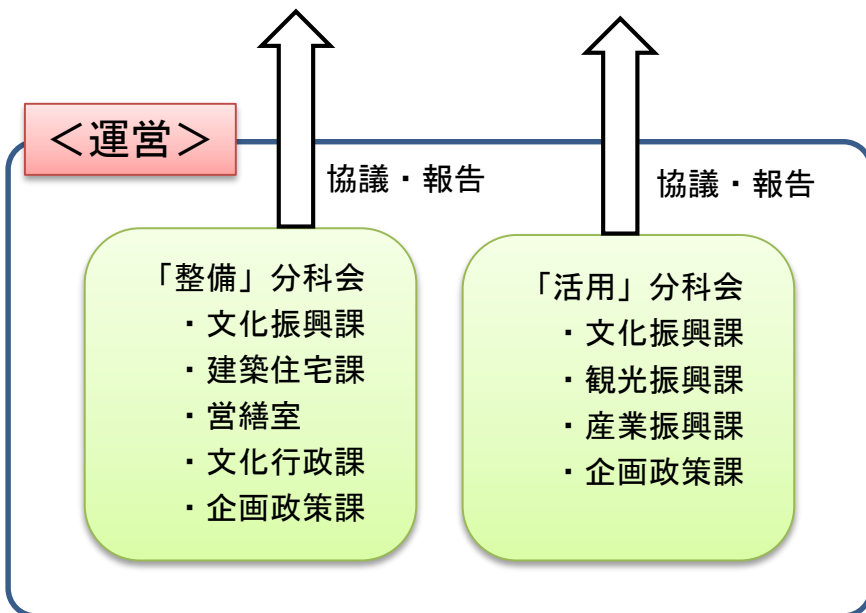 ＜運営＞
協議・報告
協議・報告
「整備」分科会
・文化振興課
・建築住宅課
・営繕室
・文化行政課
・企画政策課
「活用」分科会
・文化振興課
・観光振興課
・産業振興課
・企画政策課